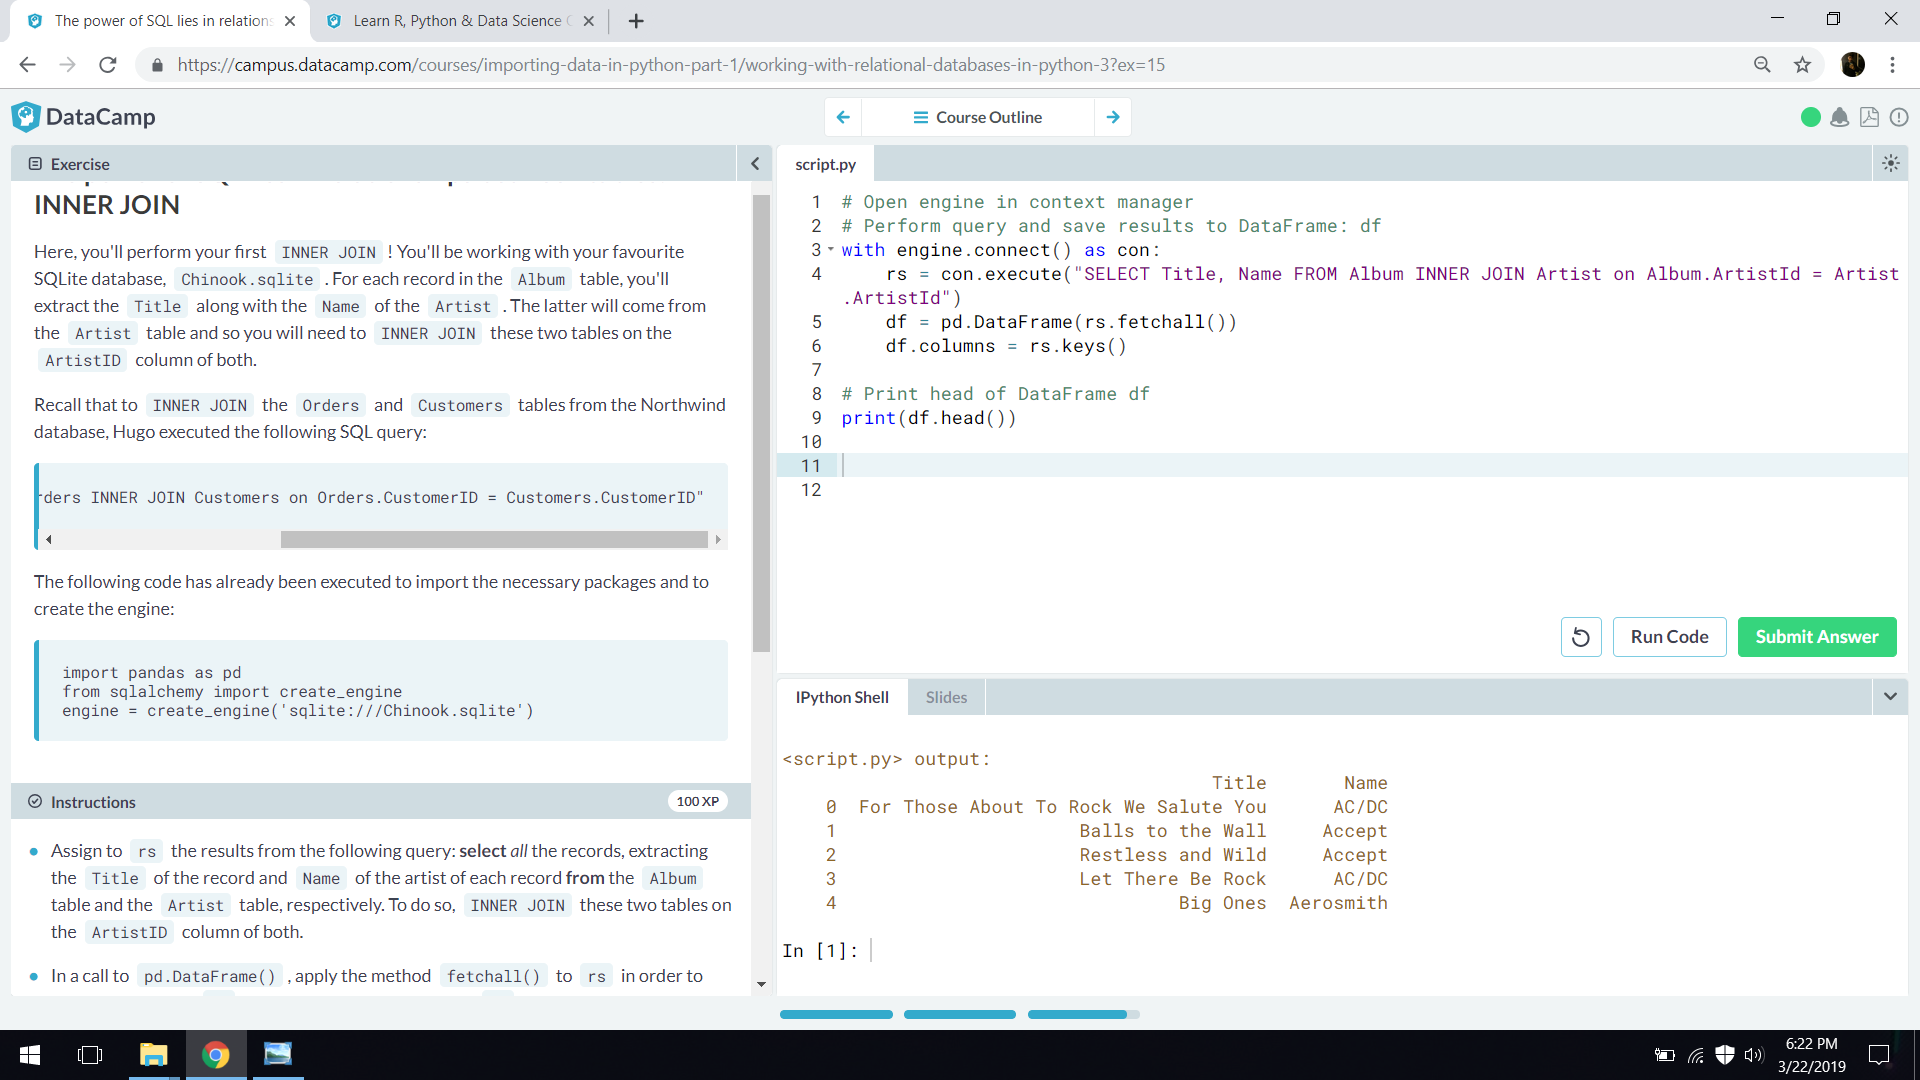 The power of SQL lies in relation
Learn R, Python & Data Science
https://campus.datacamp.com/courses/importing-data-in-python-part-1/working-with-relational-databases-in-python-3?ex=15
DataCamp
Course Outline
Exercise
INNER JOIN
Here, you'll perform your first INNER JOIN ! You'll be working with your favourite
SQLite database, Chinook.sqlite . For each record in the Album table, you'll
extract the Title along with the Name of the Artist . The latter will come from
the Artist table and so you will need to INNER JOIN these two tables on the
ArtistID column of both.
Recall that to INNER JOIN the Orders and Customers tables from the Northwind
database, Hugo executed the following SQL query:
rders INNER JOIN Customers on Orders.CustomerID = Customers.CustomerID"
The following code has already been executed to import the necessary packages and to
create the engine:
import pandas as pd
from sqlalchemy import create_engine
engine = create_engine('sqlite:///Chinook.sqlite')
Instructions
100 XP
Assign to rs the results from the following query: select all the records, extracting
the Title of the record and Name of the artist of each record from the Album
table and the Artist table, respectively. To do so, INNER JOIN these two tables on
the ArtistID column of both.
In a call to pd.DataFrame() , apply the method fetchall() to rs in order to
script.py
1 # Open engine in context manager
2 # Perform query and save results to DataFrame: df
3 with engine.connect() as con:
4 rs = con.execute("SELECT Title, Name FROM Album INNER JOIN Artist on Album.ArtistId = Artist
.ArtistId")
5 df = pd.DataFrame(rs.fetchall())
6 df.columns = rs.keys()
7
8 # Print head of DataFrame df
9 print(df.head())
10
11
12
Run Code
Submit Answer
IPython Shell
Slides
<script.py> output:
Title Name
0 For Those About To Rock We Salute You AC/DC
1 Balls to the Wall Accept
2 Restless and Wild Accept
3 Let There Be Rock AC/DC
4 Big Ones Aerosmith
In [1]:
6:22 PM
3/22/2019